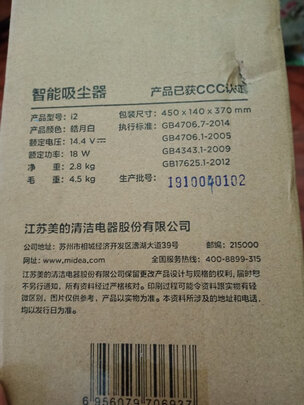 智能吸尘器
产品已获CCC认证
产品型号：i2
产品颜色：皓月白
额定电压：14.4 V⎓
额定功率：18 W
净 重：2.8 kg
毛 重：4.5 kg
包装尺寸：450 x 140 x 370 mm
执行标准：GB4706.7-2014
GB4706.1-2005
GB4343.1-2009
GB17625.1-2012
生产批号：1910040102
江苏美的清洁电器股份有限公司
公司地址：苏州市相城经济开发区漕湖大道39号 邮编：215000
网址：www.midea.com 全国服务热线：400-8899-315
江苏美的清洁电器股份有限公司保留更改产品设计与规格的权利，届时恕
不另行通知，所有资料经过严格核对。印刷过程可能会令资料跟实物有轻
微区别，图片仅供参考，产品以实物为准。本资料所涉及的地址和电话，
均以发行日为准。
6 956079 706037